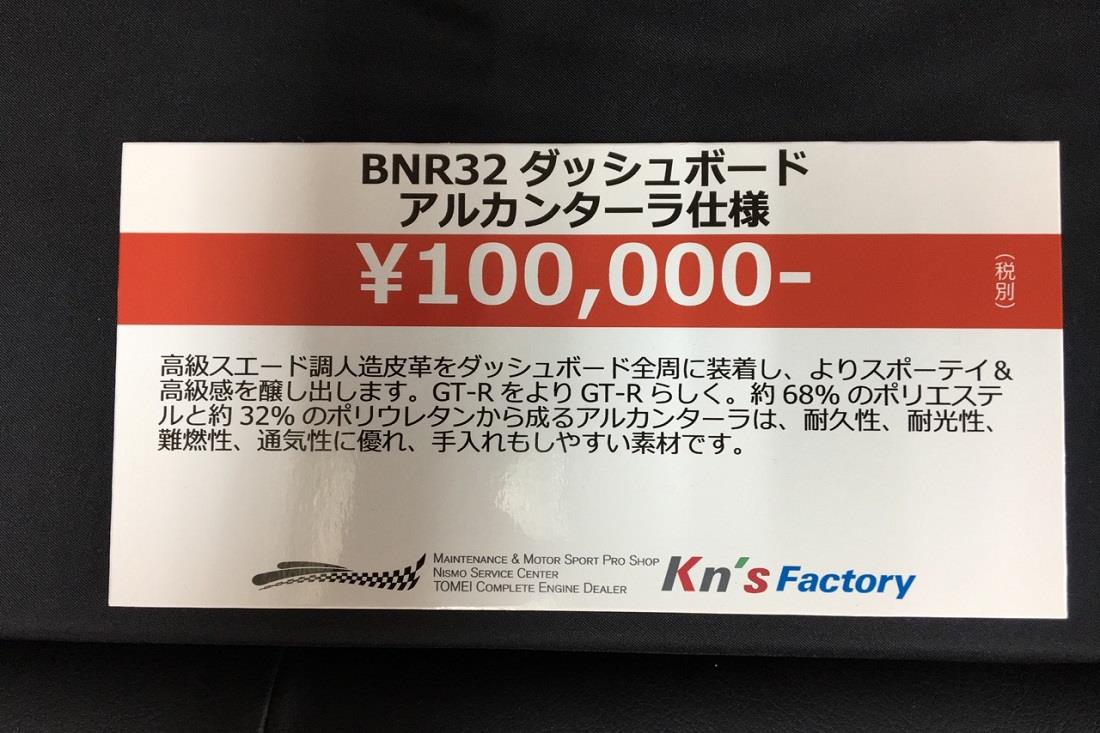 BNR32 ダッシュボード
アルカンターラ仕様
¥100,000-
(税別)
高級スエード調人造皮革をダッシュボード全周に装着し、よりスポーテイ＆
高級感を醸し出します。GT-R をより GT-R らしく。約 68% のポリエステ
ルと約 32% のポリウレタンから成るアルカンターラは、耐久性、耐光性、
難燃性、通気性に優れ、手入れもしやすい素材です。
MAINTENANCE & MOTOR SPORT PRO SHOP
NISMO SERVICE CENTER
TOMEI COMPLETE ENGINE DEALER
Kn's Factory